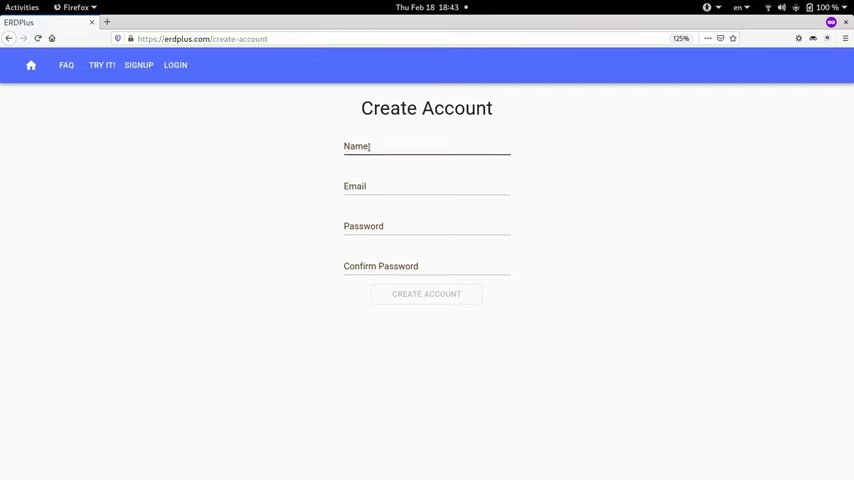 Activities Firefox Thu Feb 18 18:43 en 100 %
ERDPlus
https://erdplus.com/create-account 125%
FAQ TRY IT! SIGNUP LOGIN
Create Account
Name
Email
Password
Confirm Password
CREATE ACCOUNT